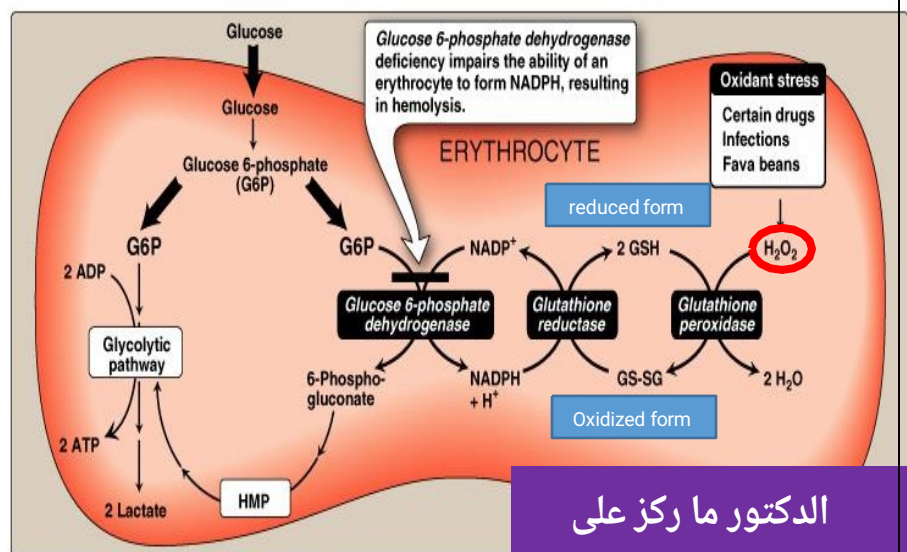 Glucose
Glucose
Glucose 6-phosphate
(G6P)
Glucose 6-phosphate dehydrogenase
deficiency impairs the ability of an
erythrocyte to form NADPH, resulting
in hemolysis.
ERYTHROCYTE
Oxidant stress
Certain drugs
Infections
Fava beans
reduced form
G6P
2 ADP
Glycolytic
pathway
2 ATP
2 Lactate
G6P
NADP+
2 GSH
H2O2
Glucose 6-phosphate
dehydrogenase
Glutathione
reductase
Glutathione
peroxidase
6-Phospho-
gluconate
NADPH
+ H+
GS-SG
2 H2O
Oxidized form
HMP
الدكتور ما ركز على